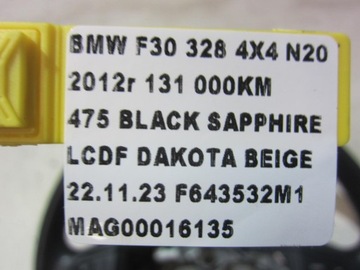 BMW F30 328 4X4 N20
2012r 131 000KM
475 BLACK SAPPHIRE
LCDF DAKOTA BEIGE
22.11.23 F643532M1
MAG00016135